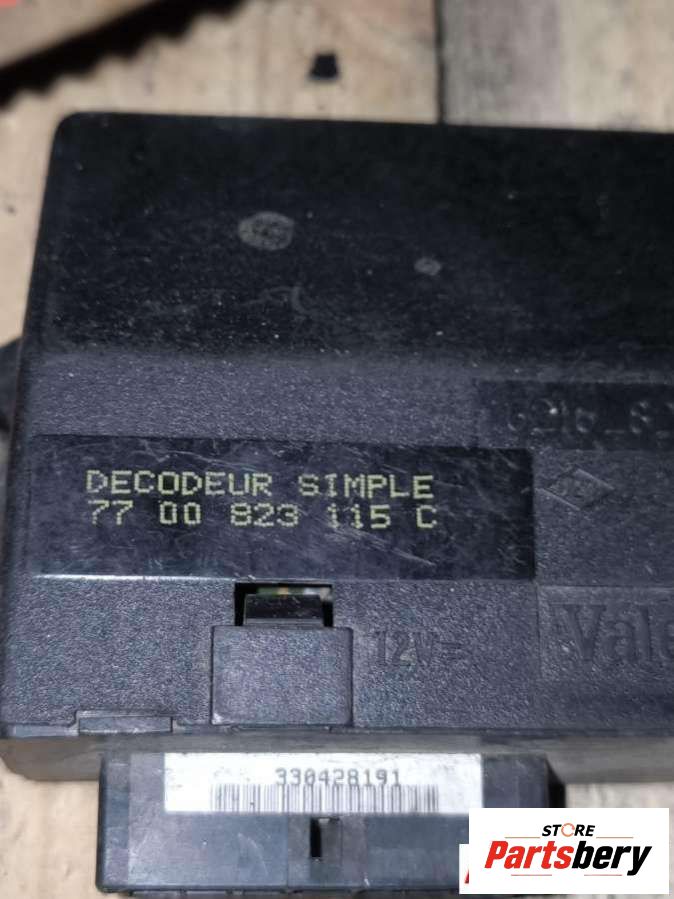 DECODEUR SIMPLE
77 00 823 115 C
12V=
330428191
STORE
Partsbery